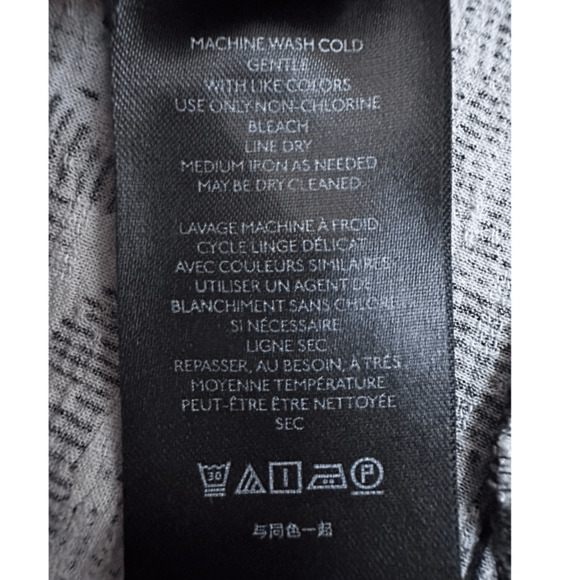 MACHINE WASH COLD
GENTLE
WITH LIKE COLORS
USE ONLY NON-CHLORINE
BLEACH
LINE DRY
MEDIUM IRON AS NEEDED
MAY BE DRY CLEANED.
LAVAGE MACHINE À FROID,
CYCLE LINGE DÉLICAT
AVEC COULEURS SIMILAIRES.
UTILISER UN AGENT DE
BLANCHIMENT SANS CHLORE
SI NÉCESSAIRE
LIGNE SEC
REPASSER, AU BESOIN, À TRÈS
MOYENNE TEMPÉRATURE
PEUT-ÊTRE ÊTRE NETTOYÉE
SEC
30 P
与同色一起